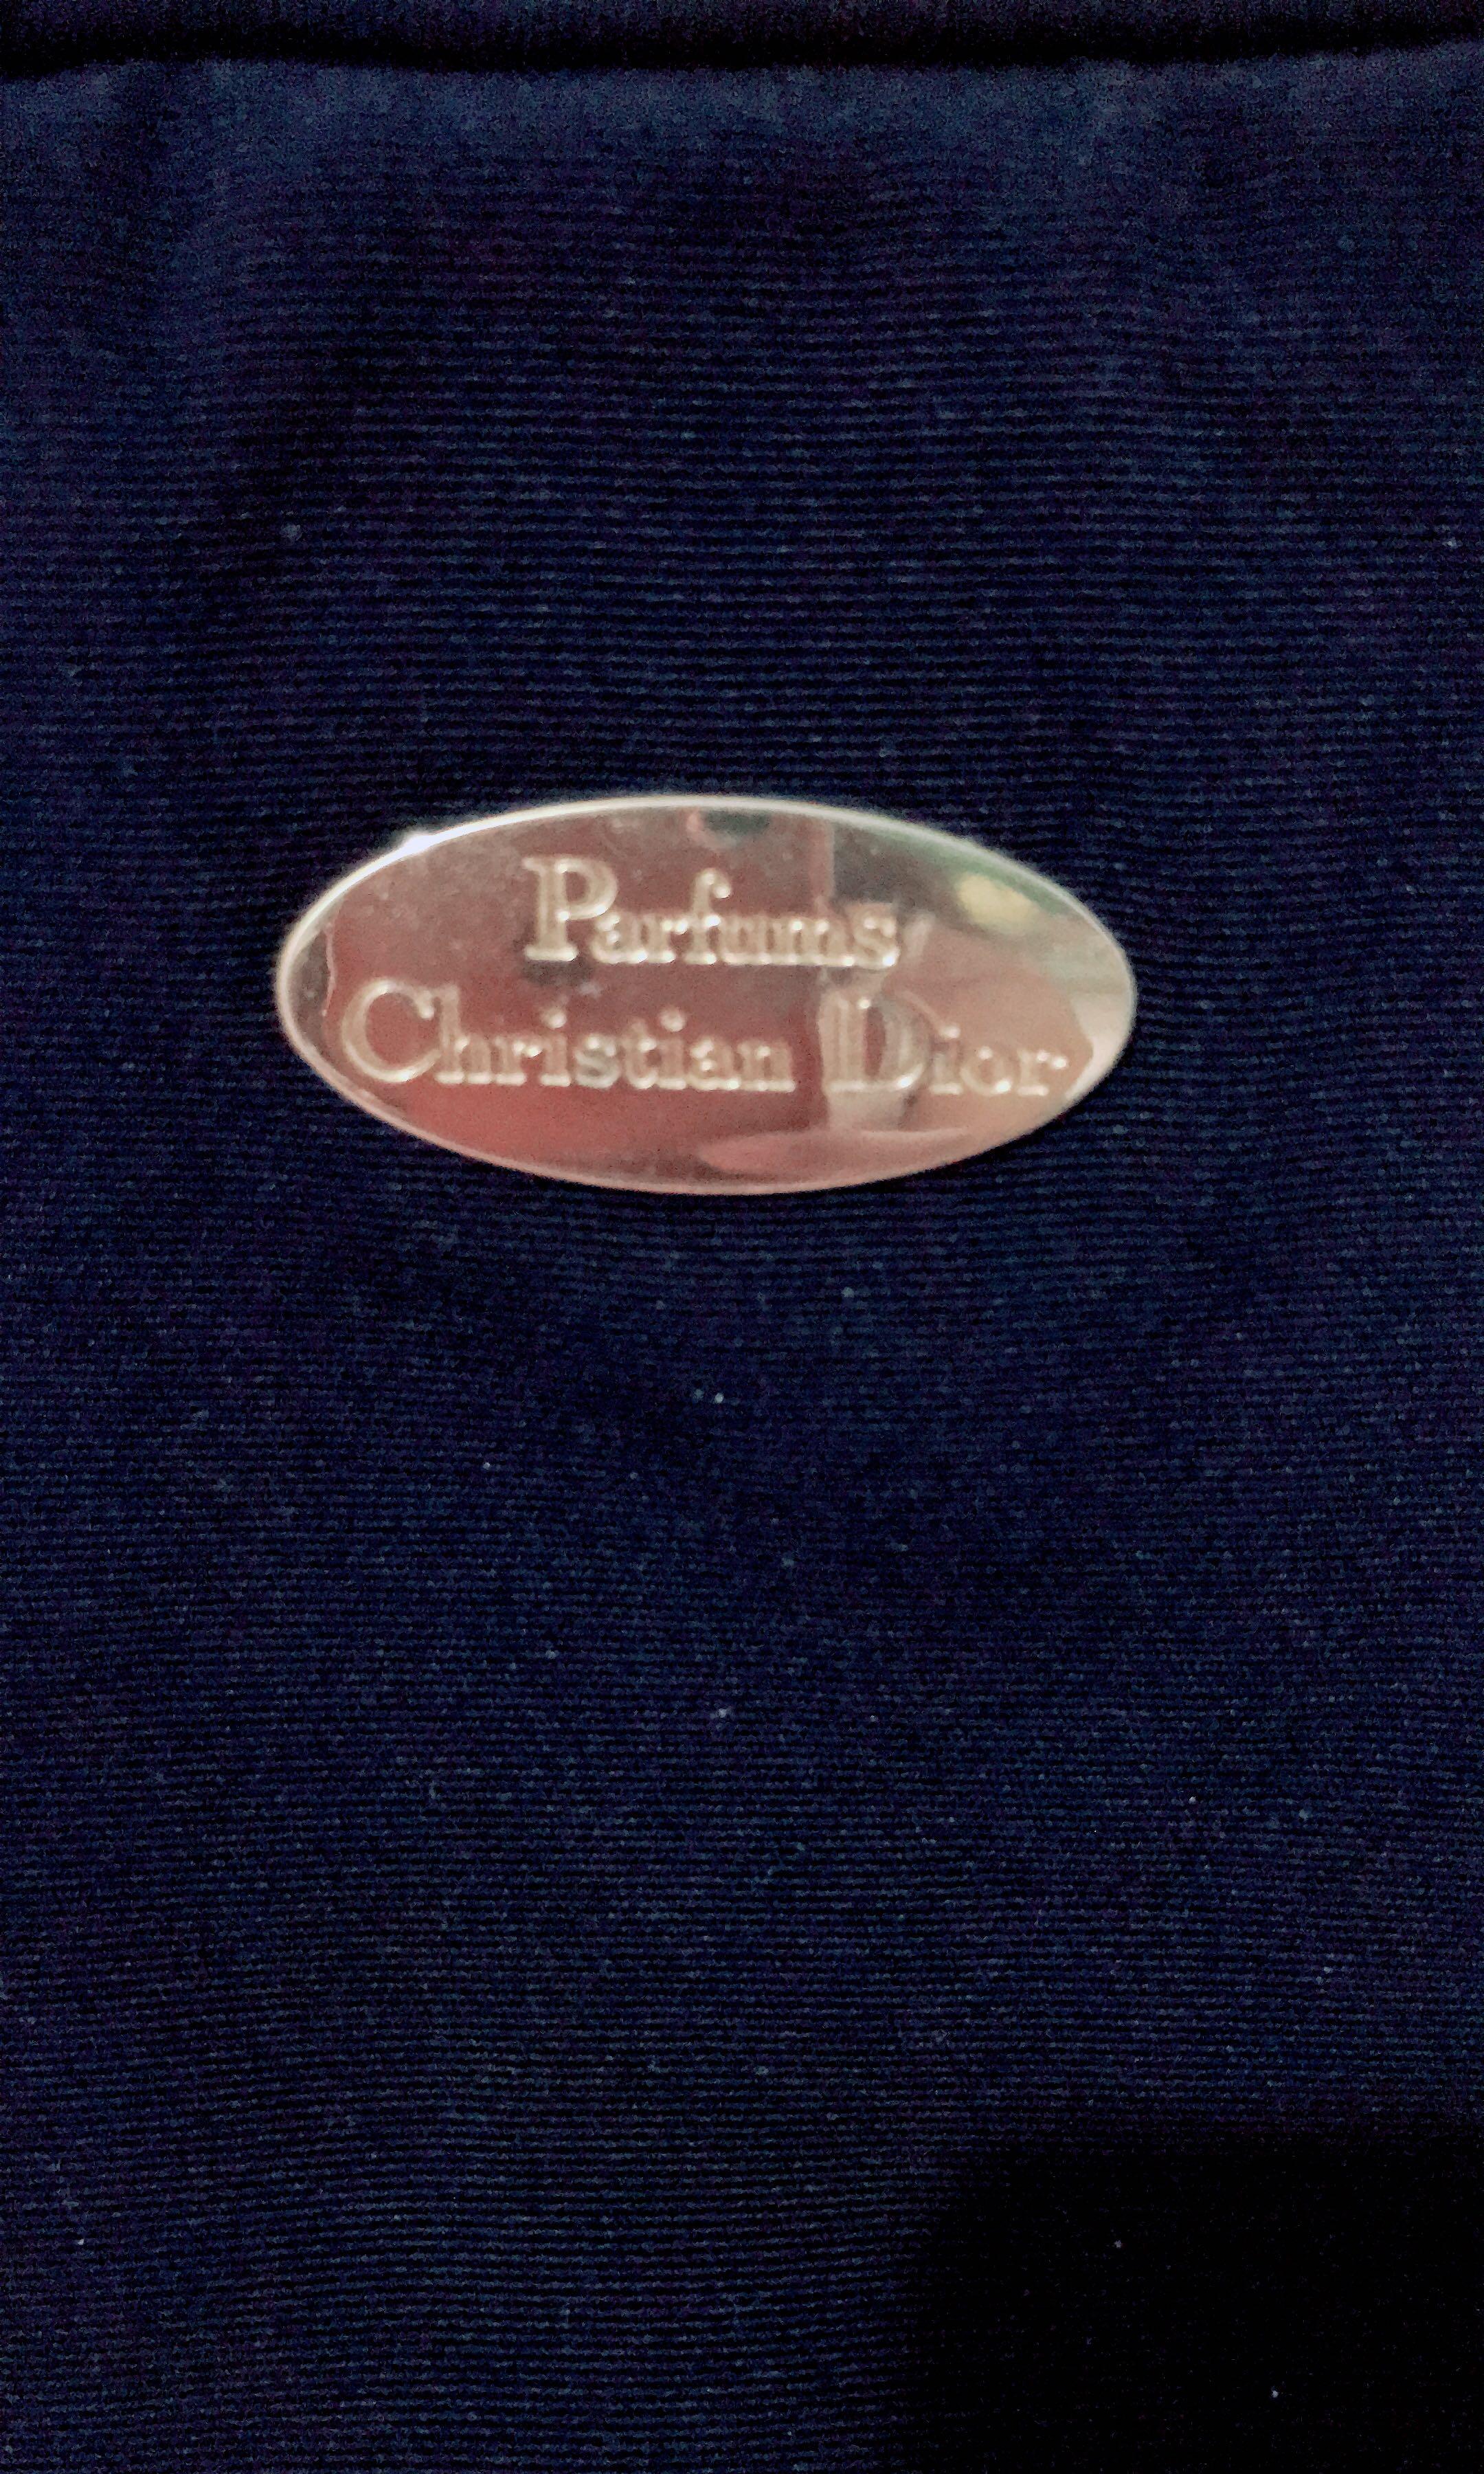 Parfums
Christian Dior